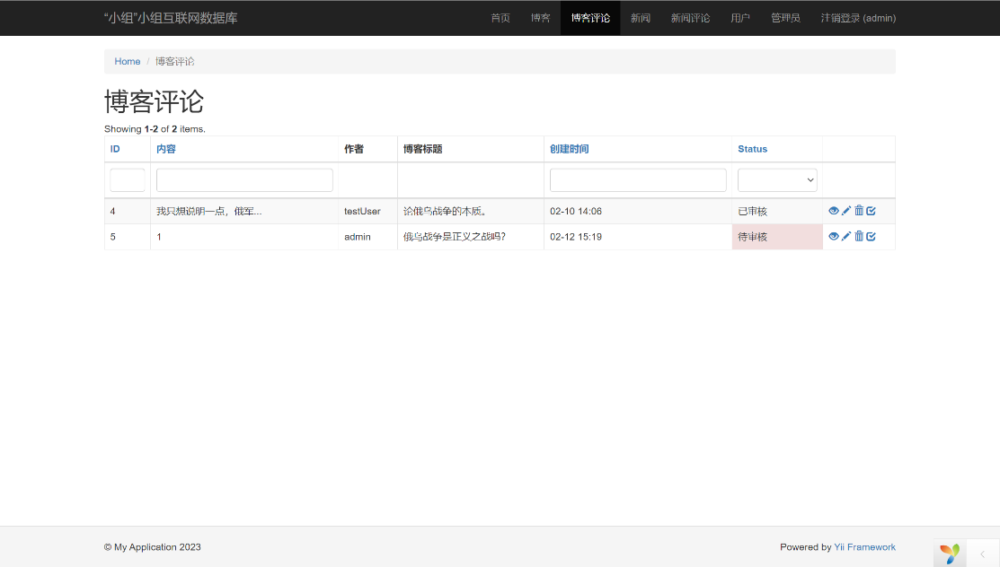 “小组”小组互联网数据库 首页 博客 博客评论 新闻 新闻评论 用户 管理员 注销登录 (admin)
Home / 博客评论
博客评论
Showing 1-2 of 2 items.
ID 内容 作者 博客标题 创建时间 Status
4 我只想说明一点，俄军... testUser 论俄乌战争的本质。 02-10 14:06 已审核
5 1 admin 俄乌战争是正义之战吗？ 02-12 15:19 待审核
© My Application 2023 Powered by Yii Framework